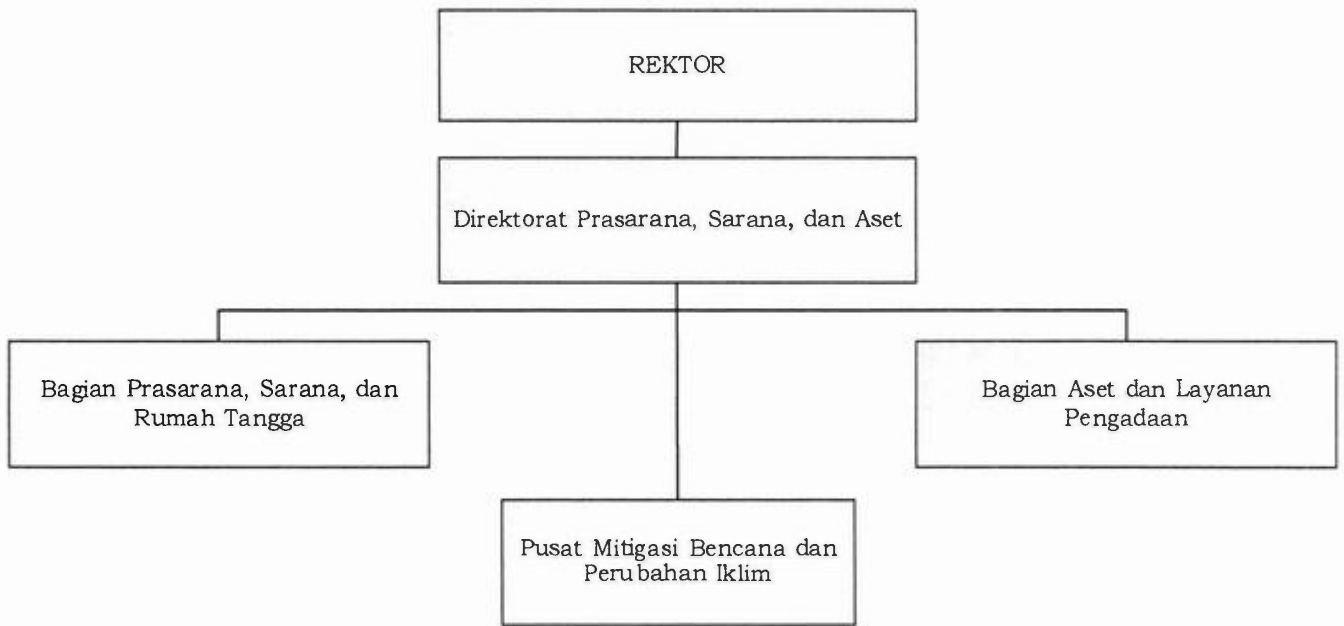 REKTOR
Direktorat Prasarana, Sarana, dan Aset
Bagian Prasarana, Sarana, dan
Rumah Tangga
Bagian Aset dan Layanan
Pengadaan
Pusat Mitigasi Bencana dan
Perubahan Iklim